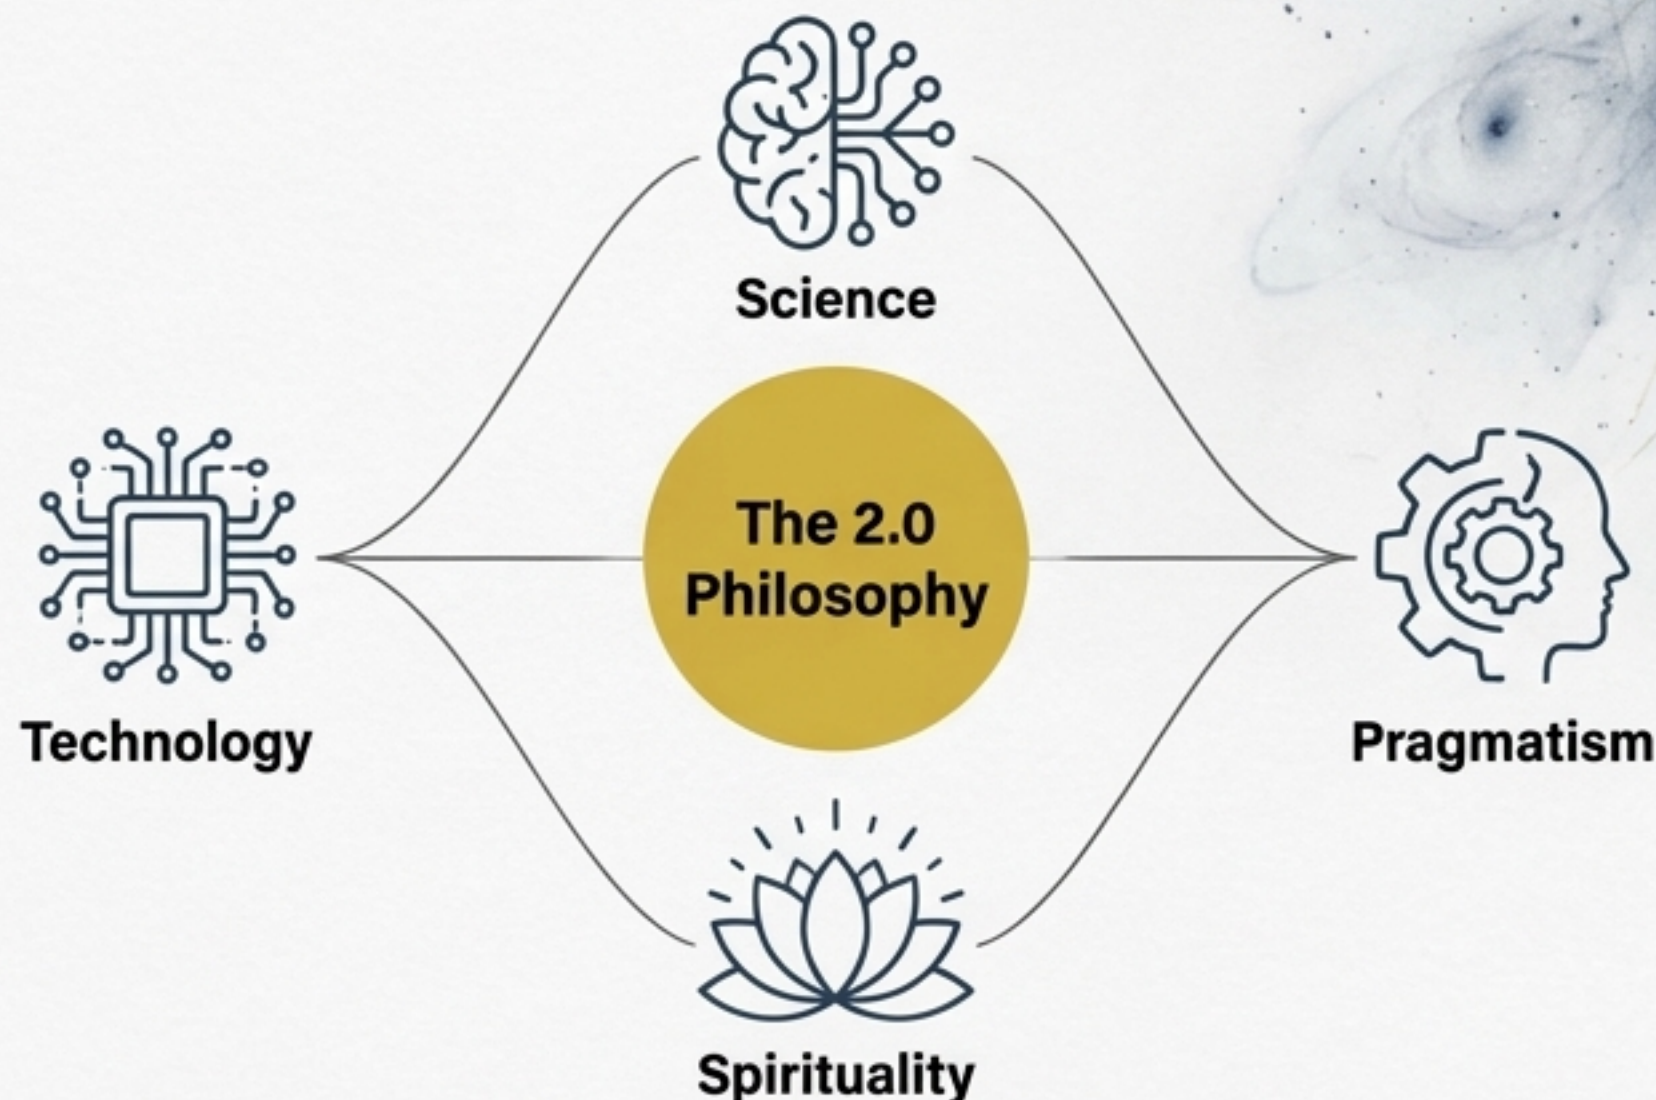 Science
The 2.0
Philosophy
Technology
Pragmatism
Spirituality